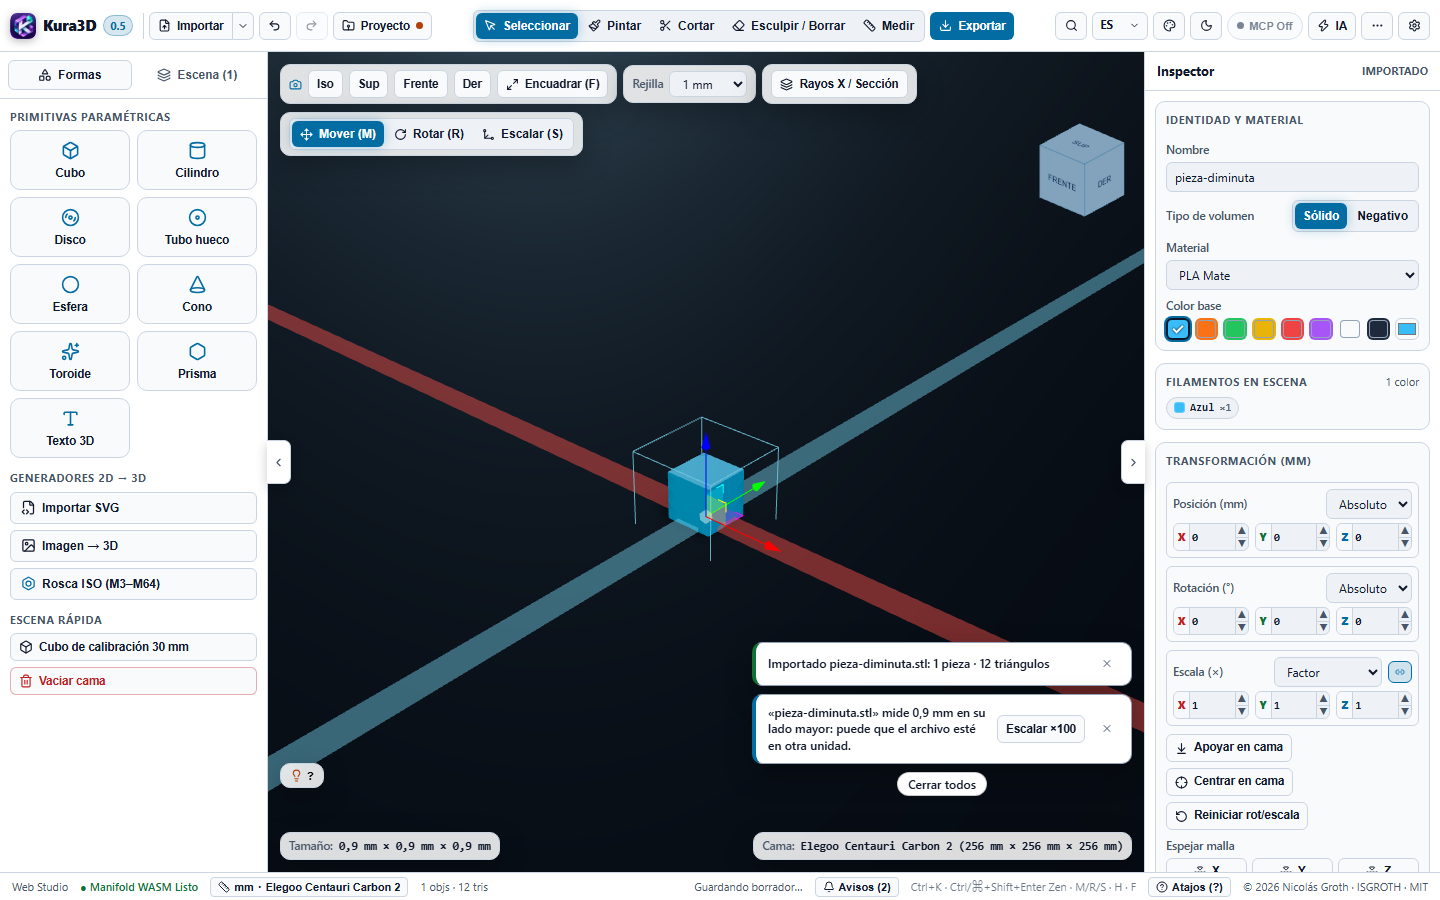 Kura3D 0.5 Importar Proyecto Seleccionar Pintar Cortar Esculpir / Borrar Medir Exportar ES MCP Off IA
Formas Escena (1)
PRIMITIVAS PARAMÉTRICAS
Cubo Cilindro
Disco Tubo hueco
Esfera Cono
Toroide Prisma
Texto 3D
GENERADORES 2D → 3D
Importar SVG
Imagen → 3D
Rosca ISO (M3–M64)
ESCENA RÁPIDA
Cubo de calibración 30 mm
Vaciar cama
Iso Sup Frente Der Encuadrar (F) Rejilla 1 mm Rayos X / Sección
Mover (M) Rotar (R) Escalar (S)
SUP
FRENTE DER
Importado pieza-diminuta.stl: 1 pieza · 12 triángulos
«pieza-diminuta.stl» mide 0,9 mm en su
lado mayor: puede que el archivo esté
en otra unidad.
Escalar ×100
Cerrar todos
?
Tamaño: 0,9 mm × 0,9 mm × 0,9 mm
Cama: Elegoo Centauri Carbon 2 (256 mm × 256 mm × 256 mm)
Inspector IMPORTADO
IDENTIDAD Y MATERIAL
Nombre
pieza-diminuta
Tipo de volumen Sólido Negativo
Material
PLA Mate
Color base
FILAMENTOS EN ESCENA 1 color
Azul ×1
TRANSFORMACIÓN (MM)
Posición (mm) Absoluto
X 0 Y 0 Z 0
Rotación (°) Absoluto
X 0 Y 0 Z 0
Escala (×) Factor
X 1 Y 1 Z 1
Apoyar en cama
Centrar en cama
Reiniciar rot/escala
Espejar malla
X Y Z
Web Studio Manifold WASM Listo mm · Elegoo Centauri Carbon 2 1 objs · 12 tris Guardando borrador... Avisos (2) Ctrl+K · Ctrl/⌘+Shift+Enter Zen · M/R/S · H · F Atajos (?) © 2026 Nicolás Groth · ISGROTH · MIT